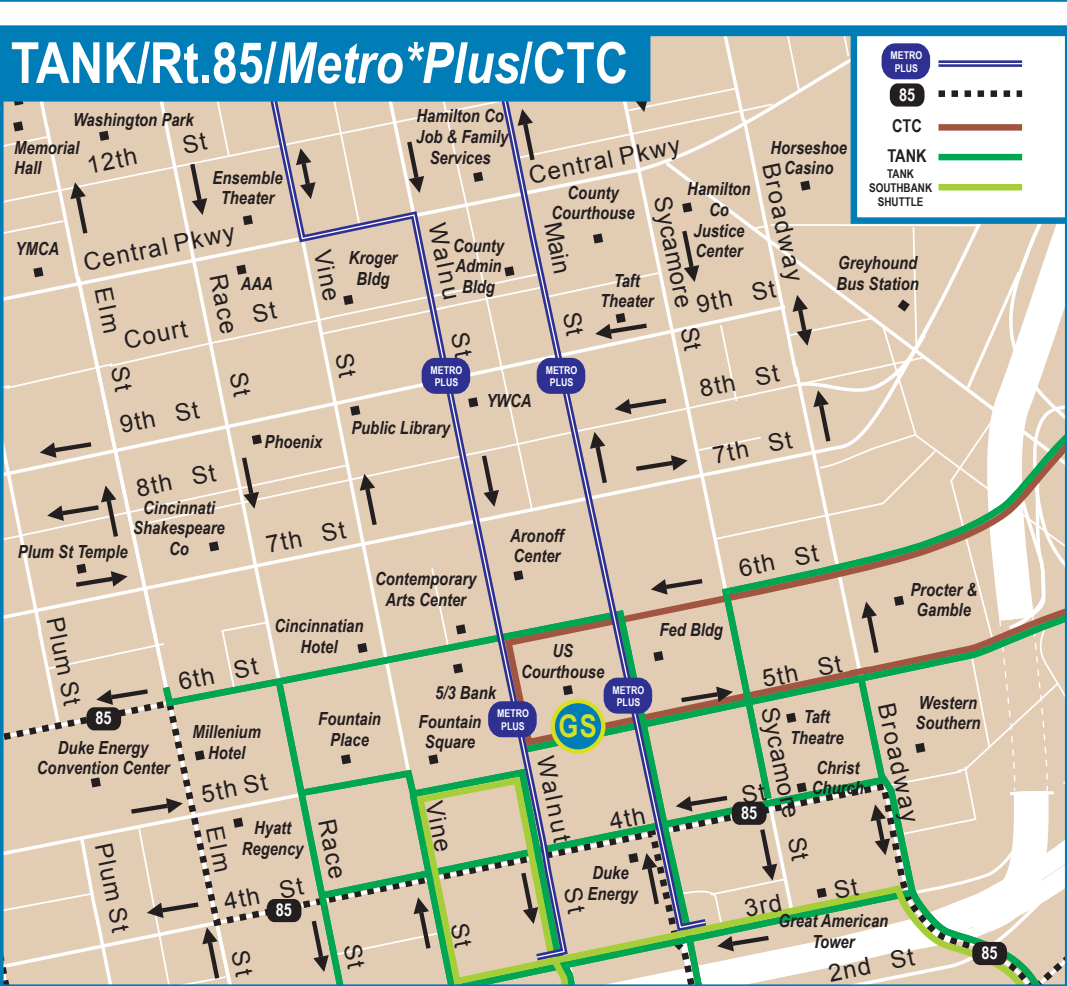 TANK/Rt.85/Metro*Plus/CTC
METRO
PLUS
85
CTC
TANK
TANK
SOUTHBANK
SHUTTLE
Washington Park
Memorial
Hall
12th St
Ensemble
Theater
Hamilton Co
Job & Family
Services
Central Pkwy
Horseshoe
Casino
County
Courthouse
Hamilton
Co
Justice
Center
Broadway
YMCA
Central Pkwy
Kroger
Bldg
County
Admin
Bldg
Walnu St
Main St
Sycamore St
Greyhound
Bus Station
AAA
Elm St
Race St
Vine St
Court St
Taft
Theater
9th St
METRO
PLUS
METRO
PLUS
YWCA
8th St
9th St
Public Library
Phoenix
7th St
8th St
Cincinnati
Shakespeare
Co
Plum St Temple
7th St
Aronoff
Center
6th St
Contemporary
Arts Center
Procter &
Gamble
Cincinnatian
Hotel
Fed Bldg
US
Courthouse
Plum St
6th St
5th St
5/3 Bank
METRO
PLUS
METRO
PLUS
GS
85
Duke Energy
Convention Center
Millenium
Hotel
Fountain
Place
Fountain
Square
Taft
Theatre
Western
Southern
Christ
Church
5th St
Walnut St
Sycamore St
Broadway
4th St
85
Elm St
Hyatt
Regency
Race St
Vine St
Plum St
Duke
Energy
4th St
85
3rd St
Great American
Tower
2nd St
85